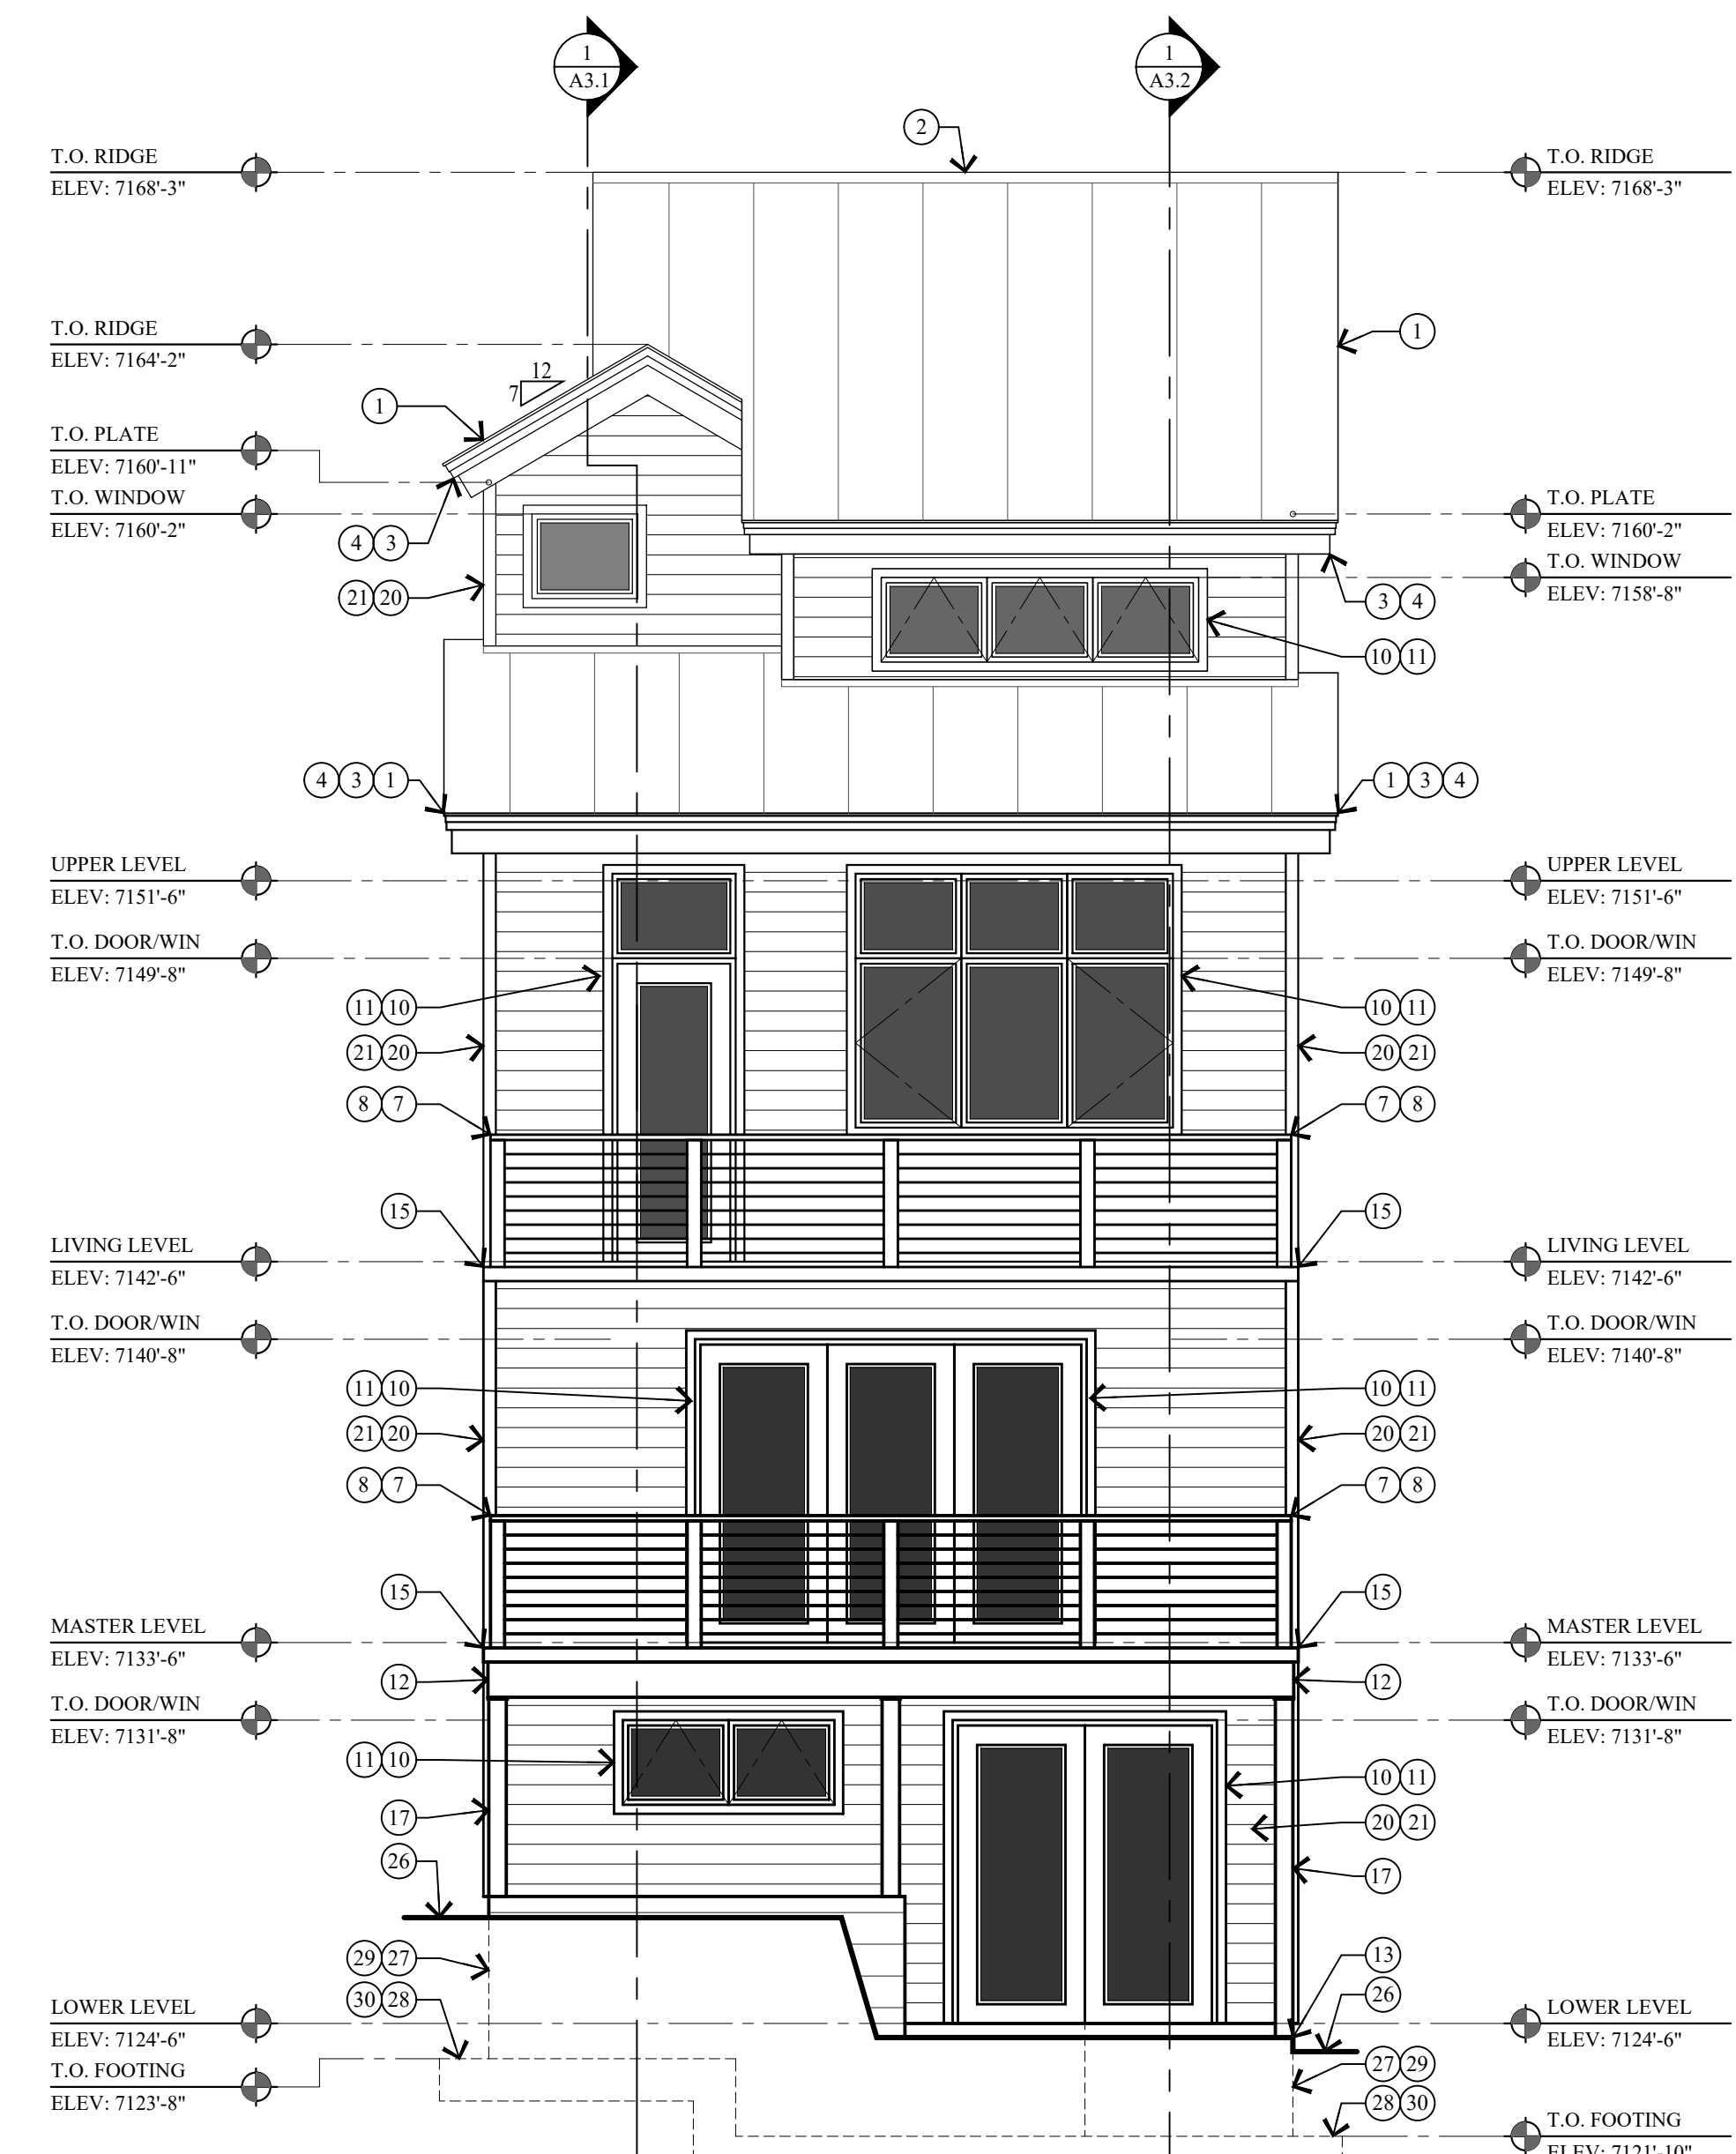 1
A3.1
1
A3.2
2
T.O. RIDGE
ELEV: 7168'-3"
T.O. RIDGE
ELEV: 7168'-3"
T.O. RIDGE
ELEV: 7164'-2"
1
12
7
1
T.O. PLATE
ELEV: 7160'-11"
T.O. WINDOW
ELEV: 7160'-2"
T.O. PLATE
ELEV: 7160'-2"
4 3
T.O. WINDOW
ELEV: 7158'-8"
21 20
3 4
10 11
4 3 1
1 3 4
UPPER LEVEL
ELEV: 7151'-6"
UPPER LEVEL
ELEV: 7151'-6"
T.O. DOOR/WIN
ELEV: 7149'-8"
T.O. DOOR/WIN
ELEV: 7149'-8"
11 10
10 11
21 20
20 21
8 7
7 8
15
15
LIVING LEVEL
ELEV: 7142'-6"
LIVING LEVEL
ELEV: 7142'-6"
T.O. DOOR/WIN
ELEV: 7140'-8"
T.O. DOOR/WIN
ELEV: 7140'-8"
11 10
10 11
21 20
20 21
8 7
7 8
15
15
MASTER LEVEL
ELEV: 7133'-6"
MASTER LEVEL
ELEV: 7133'-6"
12
12
T.O. DOOR/WIN
ELEV: 7131'-8"
T.O. DOOR/WIN
ELEV: 7131'-8"
11 10
10 11
17
20 21
26
17
29 27
13
30 28
26
LOWER LEVEL
ELEV: 7124'-6"
LOWER LEVEL
ELEV: 7124'-6"
T.O. FOOTING
ELEV: 7123'-8"
27 29
28 30
T.O. FOOTING
ELEV: 7121'-10"